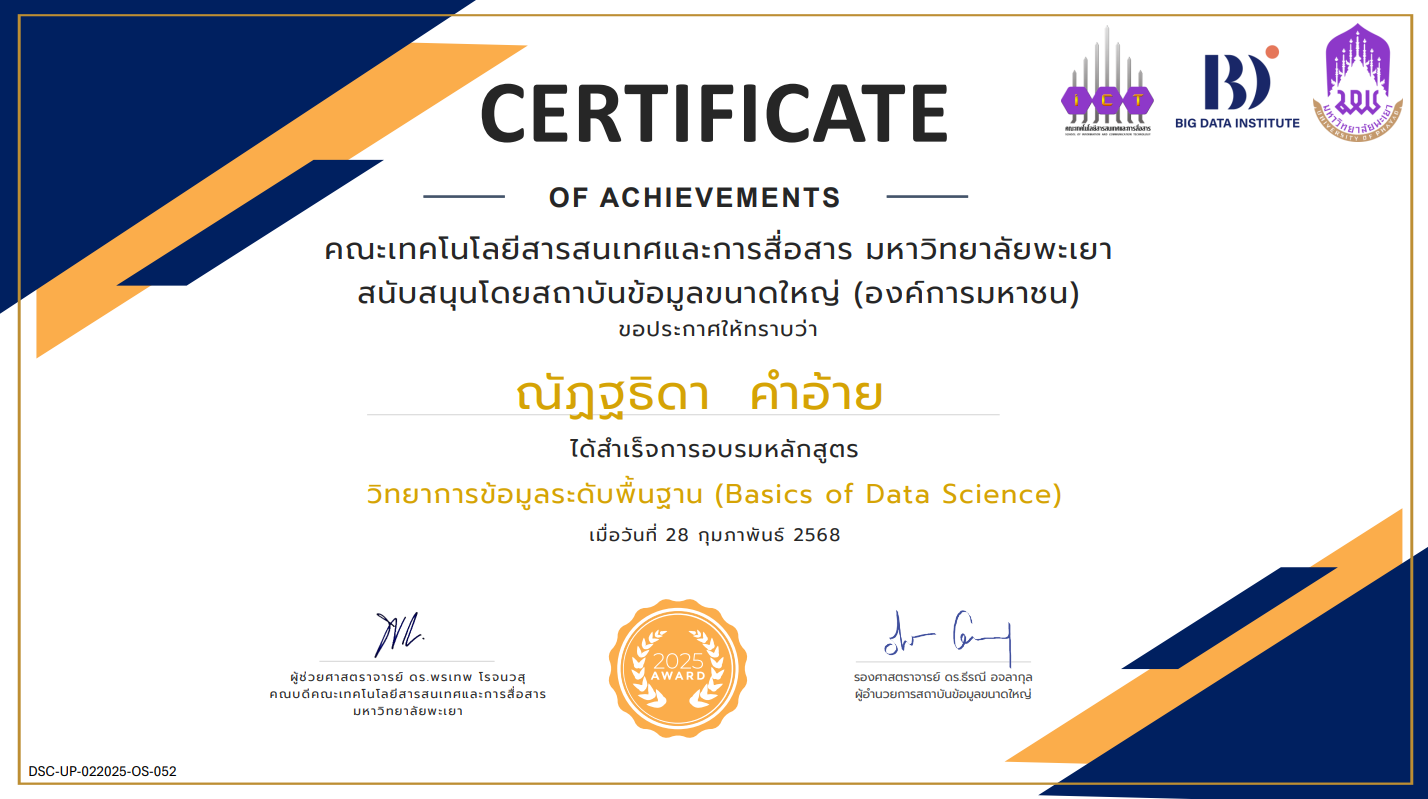 CERTIFICATE
ICT
คณะเทคโนโลยีสารสนเทศและการสื่อสาร
SCHOOL OF INFORMATION AND COMMUNICATION TECHNOLOGY
BIG DATA INSTITUTE
มหาวิทยาลัยพะเยา
UNIVERSITY OF PHAYAO
OF ACHIEVEMENTS
คณะเทคโนโลยีสารสนเทศและการสื่อสาร มหาวิทยาลัยพะเยา
สนับสนุนโดยสถาบันข้อมูลขนาดใหญ่ (องค์การมหาชน)
ขอประกาศให้ทราบว่า
ณัฏฐธิดา คำอ้าย
ได้สำเร็จการอบรมหลักสูตร
วิทยาการข้อมูลระดับพื้นฐาน (Basics of Data Science)
เมื่อวันที่ 28 กุมภาพันธ์ 2568
2025
AWARD
ผู้ช่วยศาสตราจารย์ ดร.พรเทพ โรจนวสุ
คณบดีคณะเทคโนโลยีสารสนเทศและการสื่อสาร
มหาวิทยาลัยพะเยา
รองศาสตราจารย์ ดร.ธีรณี อจลากุล
ผู้อำนวยการสถาบันข้อมูลขนาดใหญ่
DSC-UP-022025-OS-052